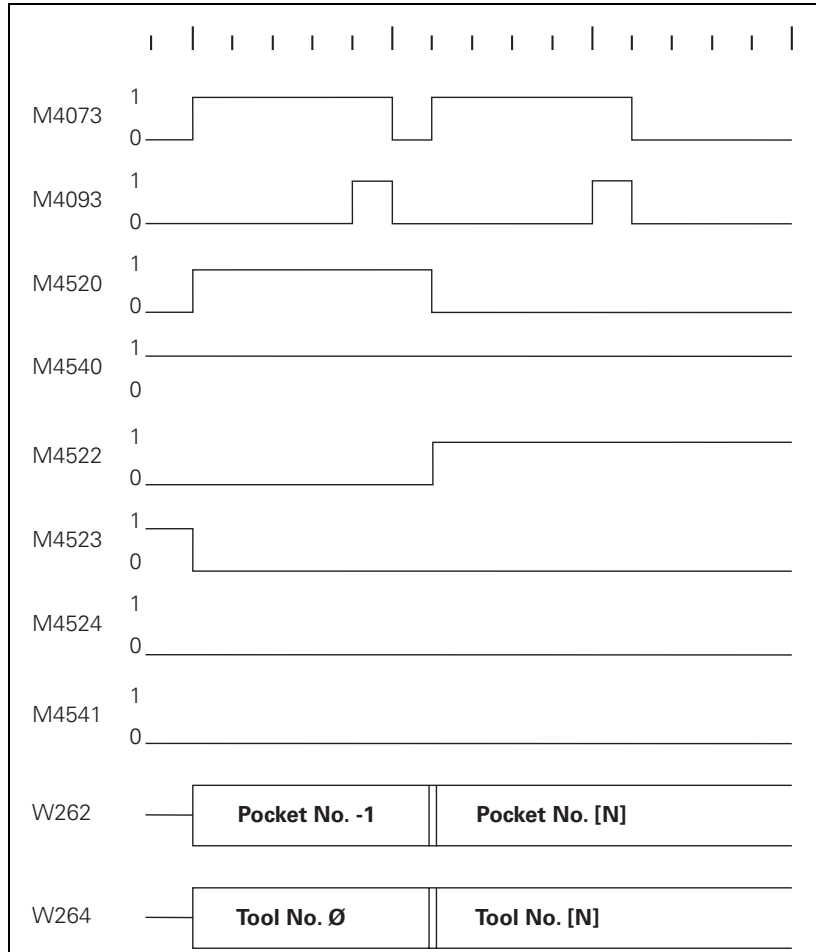 M4073
1
0
M4093
1
0
M4520
1
0
M4540
1
0
M4522
1
0
M4523
1
0
M4524
1
0
M4541
1
0
W262
Pocket No. -1
Pocket No. [N]
W264
Tool No. Ø
Tool No. [N]